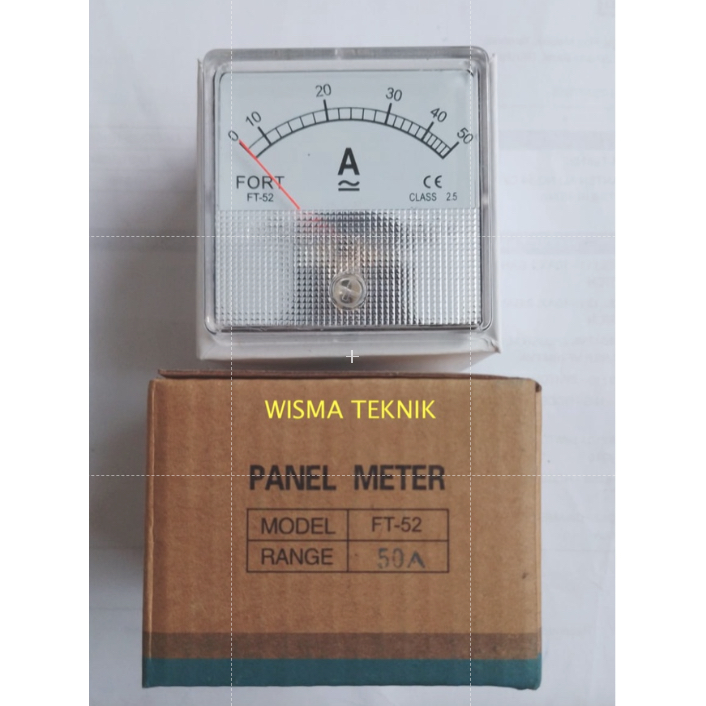 0 10 20 30 40 50
A
FORT
FT-52
CE
CLASS 2.5
WISMA TEKNIK
PANEL METER
MODEL FT-52
RANGE 50A